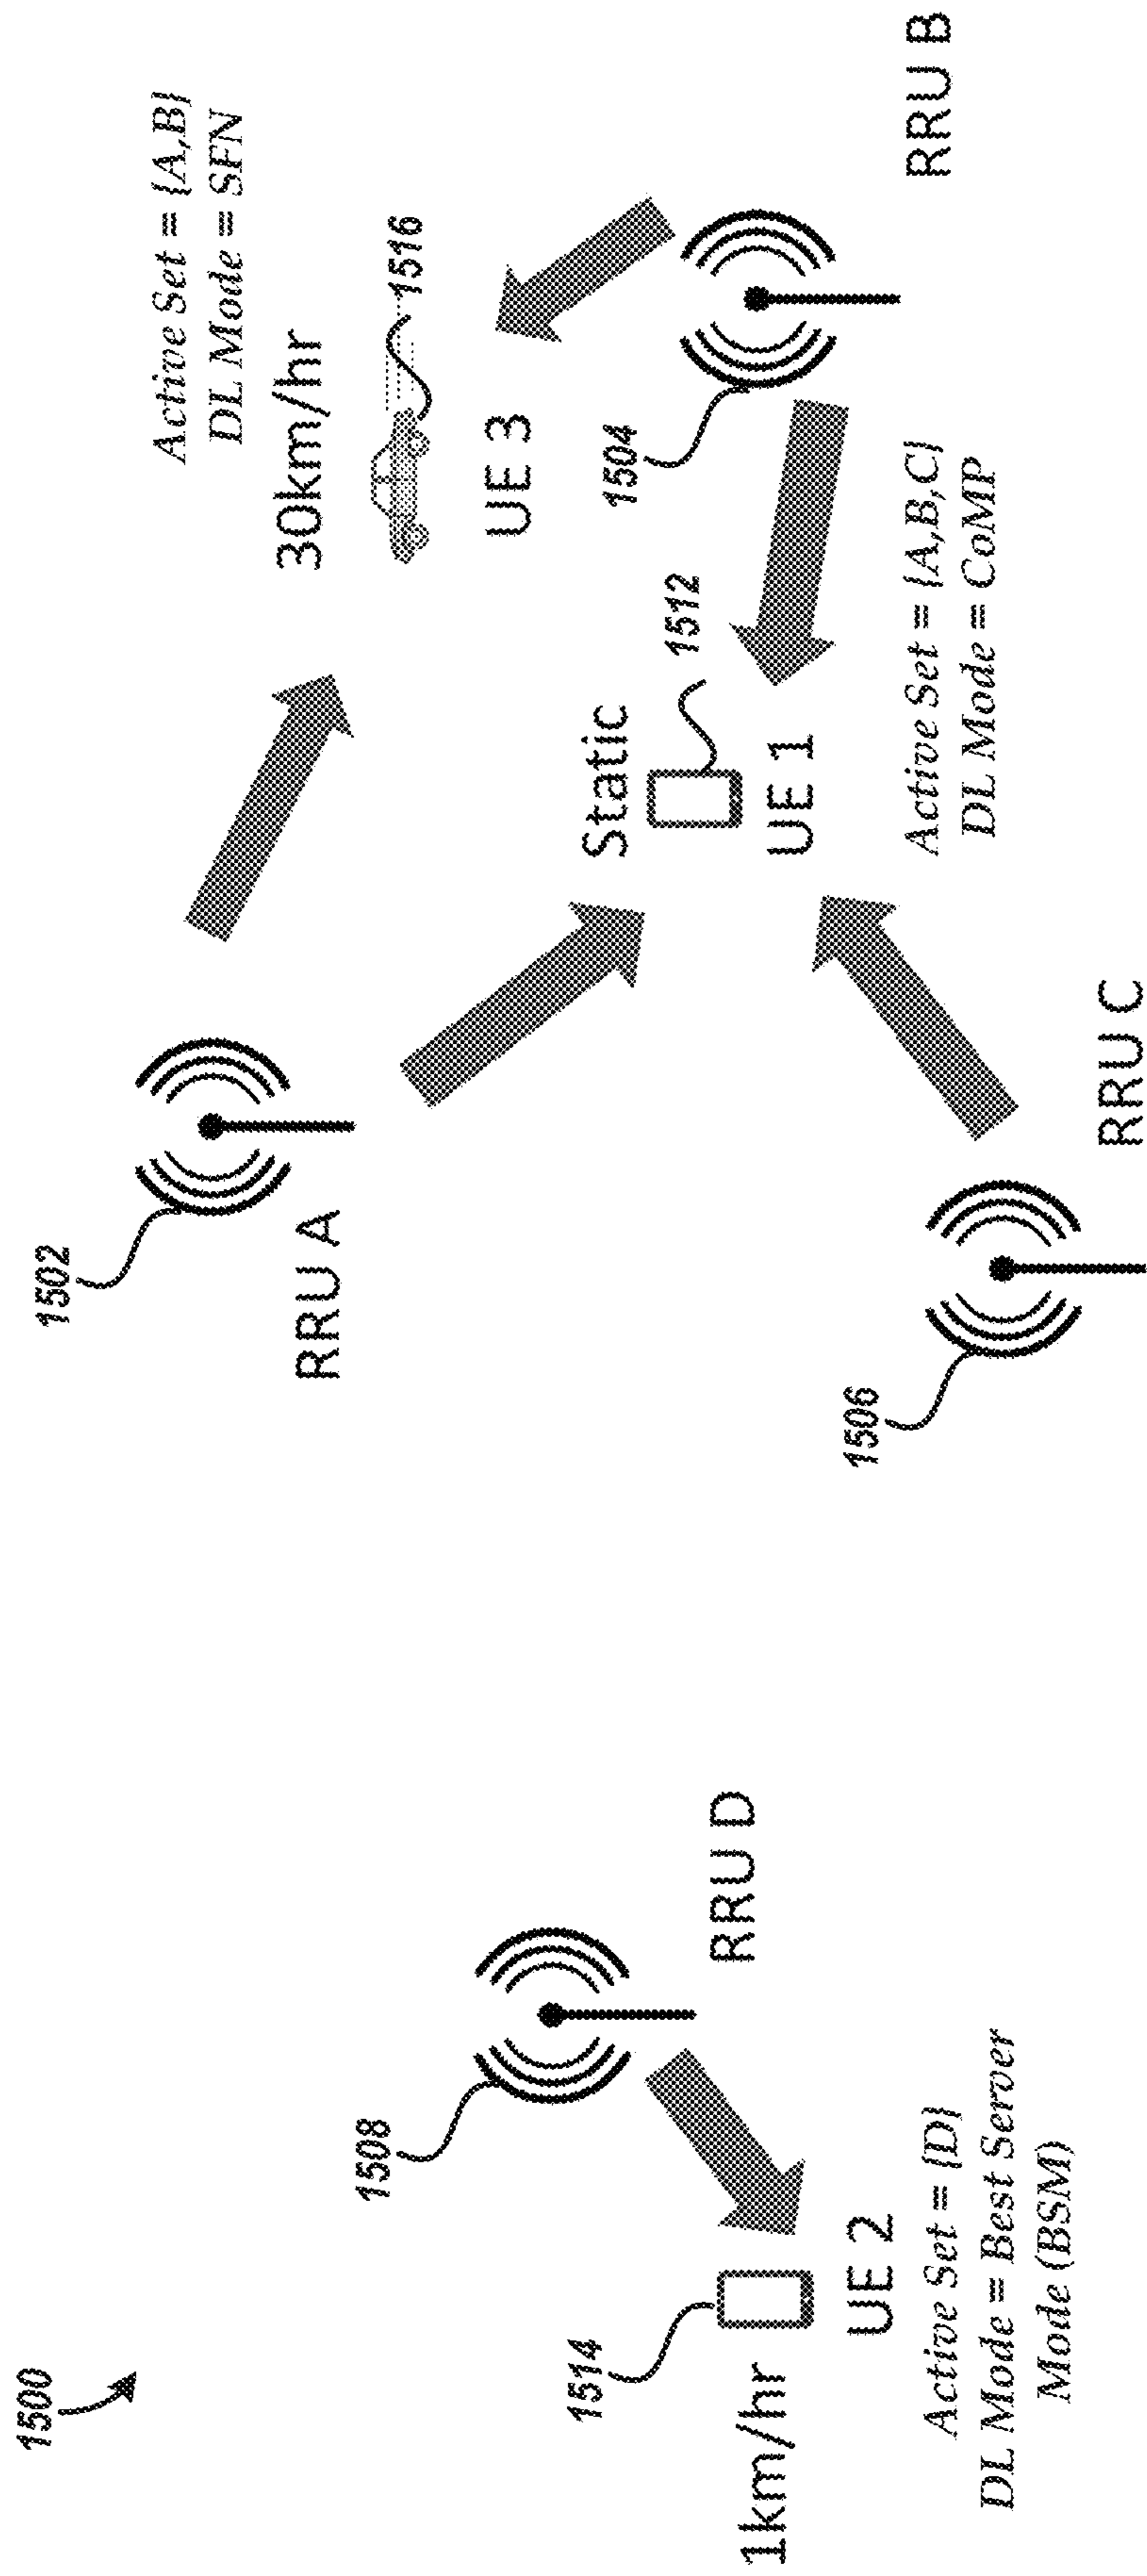 1500
1502
RRU A
Active Set = {A,B}
DL Mode = SFN
30km/hr
1516
UE 3
1508
RRU D
1514
1km/hr
UE 2
Active Set = {D}
DL Mode = Best Server
Mode (BSM)
Static
1512
UE 1
1504
RRU B
Active Set = {A,B,C}
DL Mode = CoMP
1506
RRU C